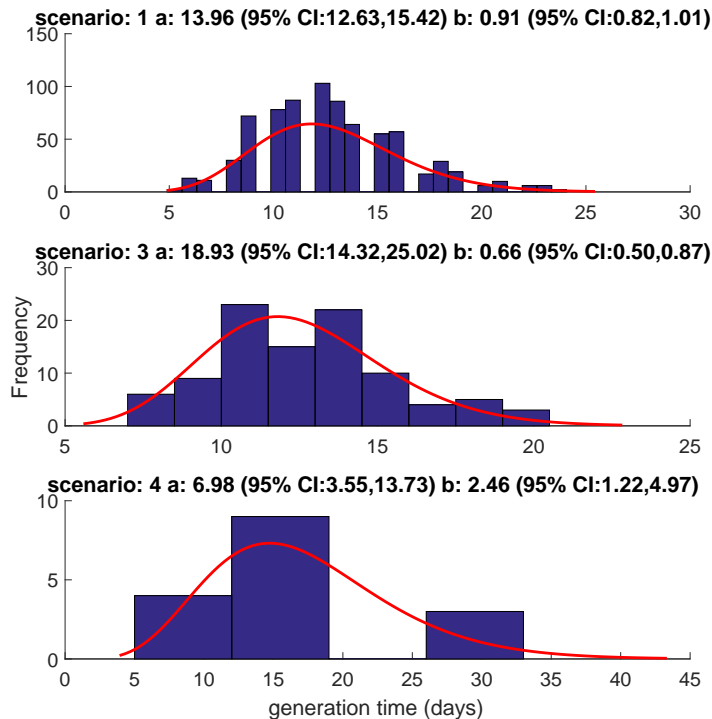 scenario: 1 a: 13.96 (95% CI:12.63,15.42) b: 0.91 (95% CI:0.82,1.01)
150
100
50
0
0 5 10 15 20 25 30
scenario: 3 a: 18.93 (95% CI:14.32,25.02) b: 0.66 (95% CI:0.50,0.87)
Frequency
30
20
10
0
5 10 15 20 25
scenario: 4 a: 6.98 (95% CI:3.55,13.73) b: 2.46 (95% CI:1.22,4.97)
10
5
0
0 5 10 15 20 25 30 35 40 45
generation time (days)